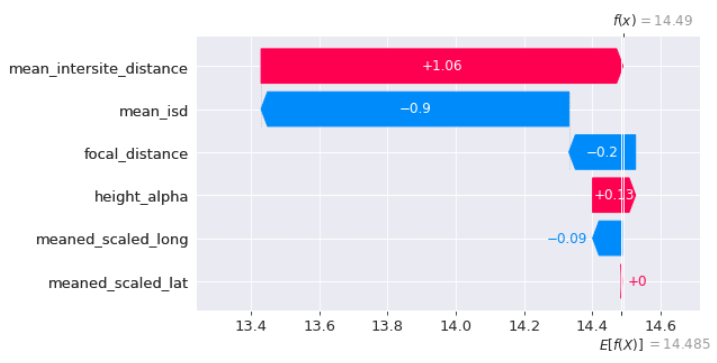 f(x) = 14.49
mean_intersite_distance +1.06
mean_isd −0.9
focal_distance −0.2
height_alpha +0.13
meaned_scaled_long −0.09
meaned_scaled_lat +0
13.4 13.6 13.8 14.0 14.2 14.4 14.6
E[f(X)] = 14.485